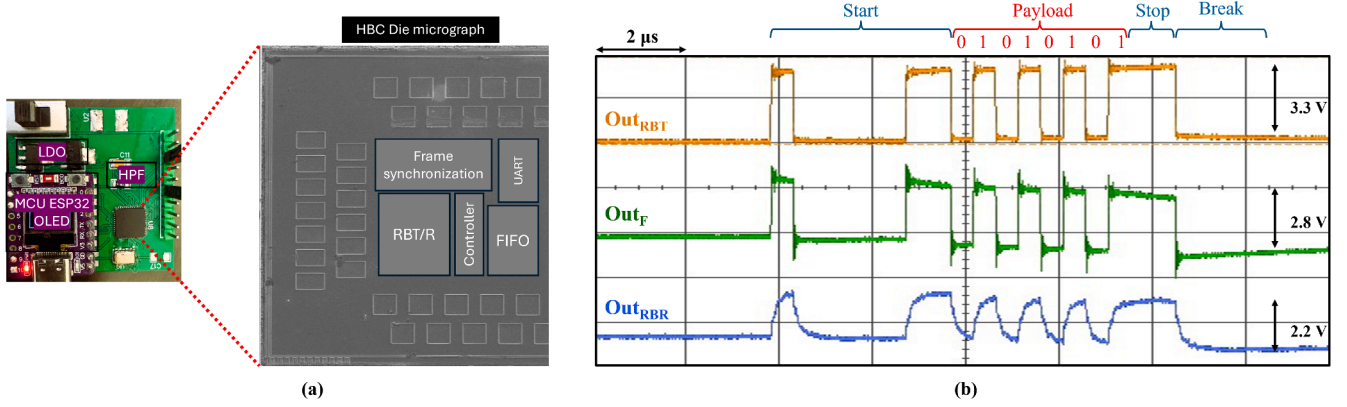 HBC Die micrograph
U2
LDO
C11
HPF
MCU ESP32
OLED
U8
Frame
synchronization
UART
RBT/R
Controller
FIFO
(a)
Start
Payload
Stop
Break
0 1 0 1 0 1 0 1
2 μs
OutRBT
3.3 V
OutF
2.8 V
OutRBR
2.2 V
(b)